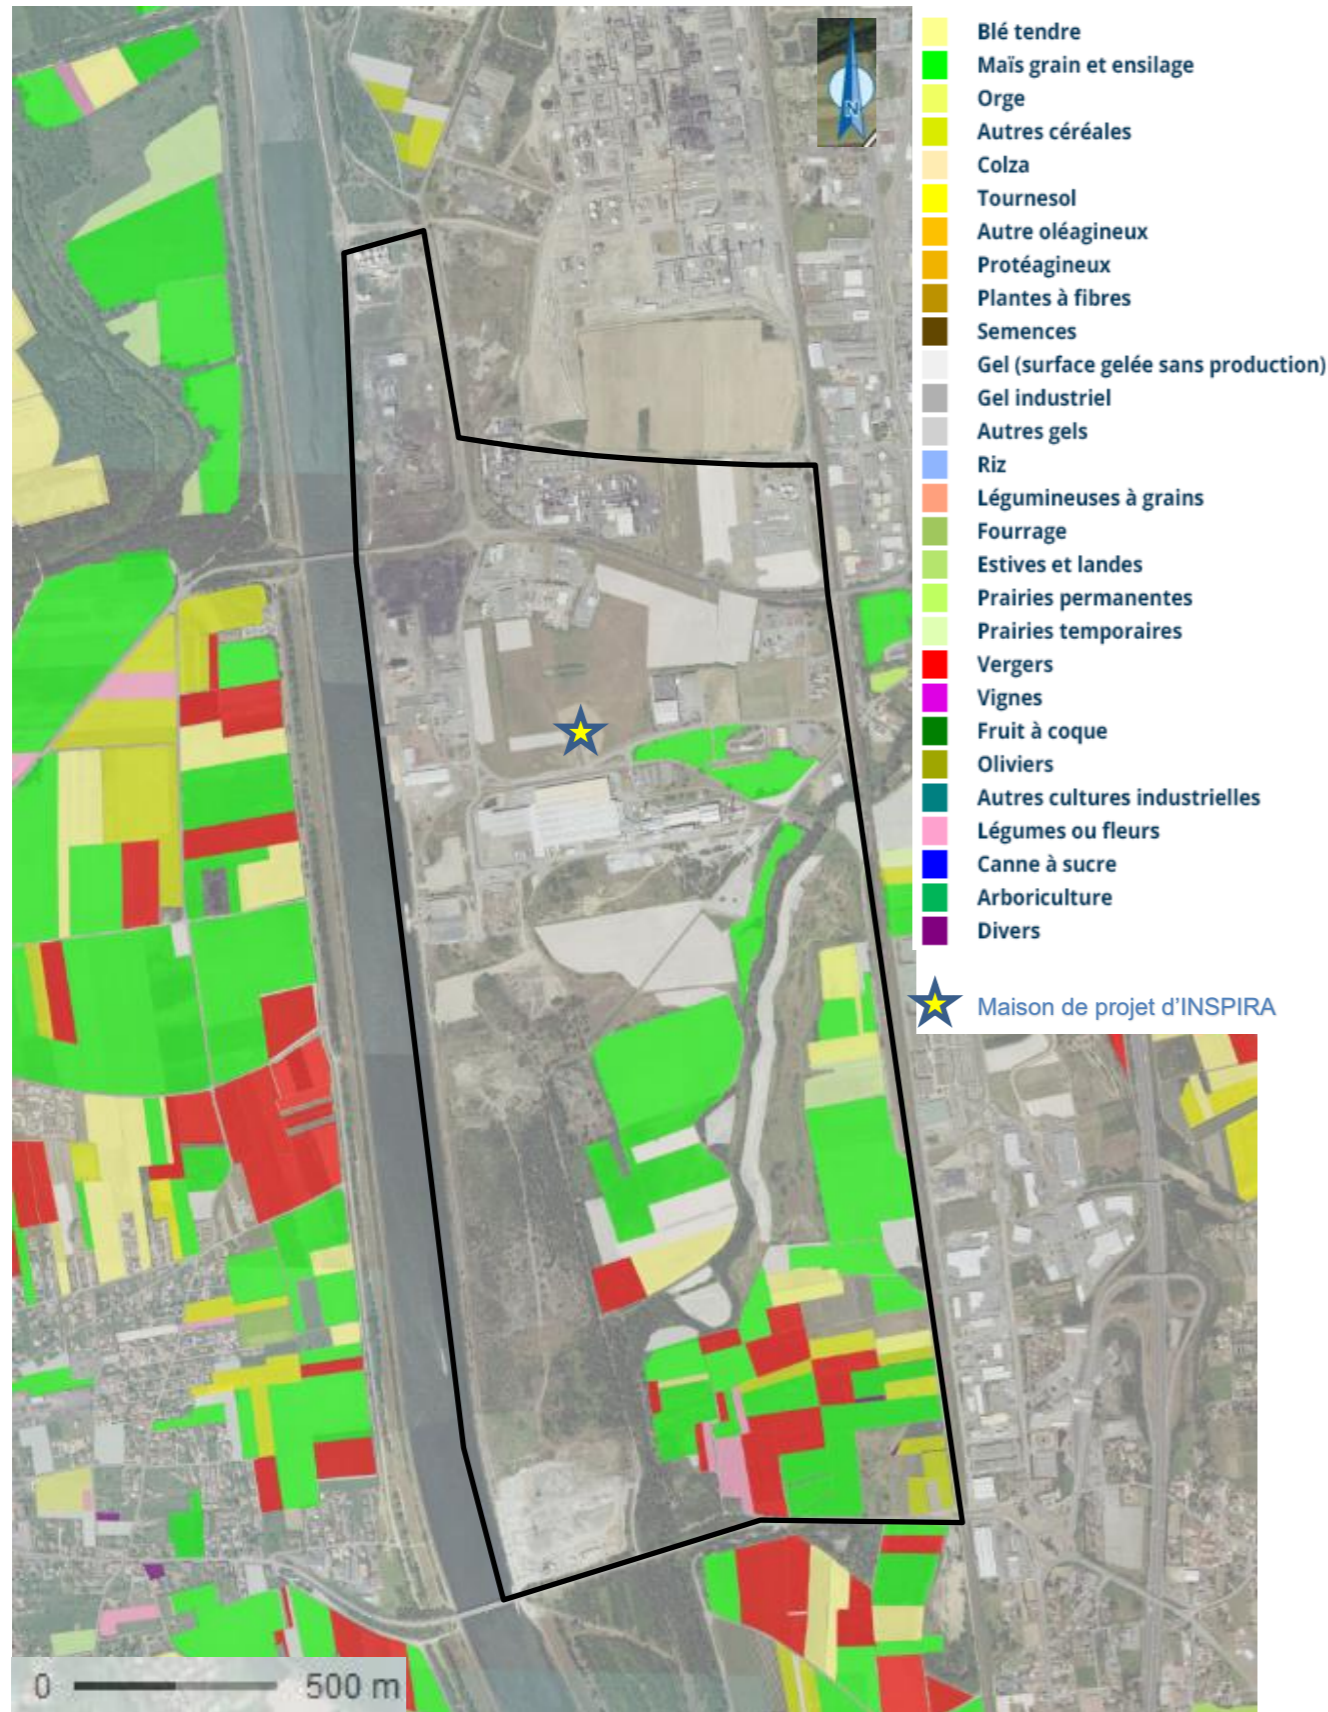 N
Blé tendre
Maïs grain et ensilage
Orge
Autres céréales
Colza
Tournesol
Autre oléagineux
Protéagineux
Plantes à fibres
Semences
Gel (surface gelée sans production)
Gel industriel
Autres gels
Riz
Légumineuses à grains
Fourrage
Estives et landes
Prairies permanentes
Prairies temporaires
Vergers
Vignes
Fruit à coque
Oliviers
Autres cultures industrielles
Légumes ou fleurs
Canne à sucre
Arboriculture
Divers
Maison de projet d'INSPIRA
0 500 m